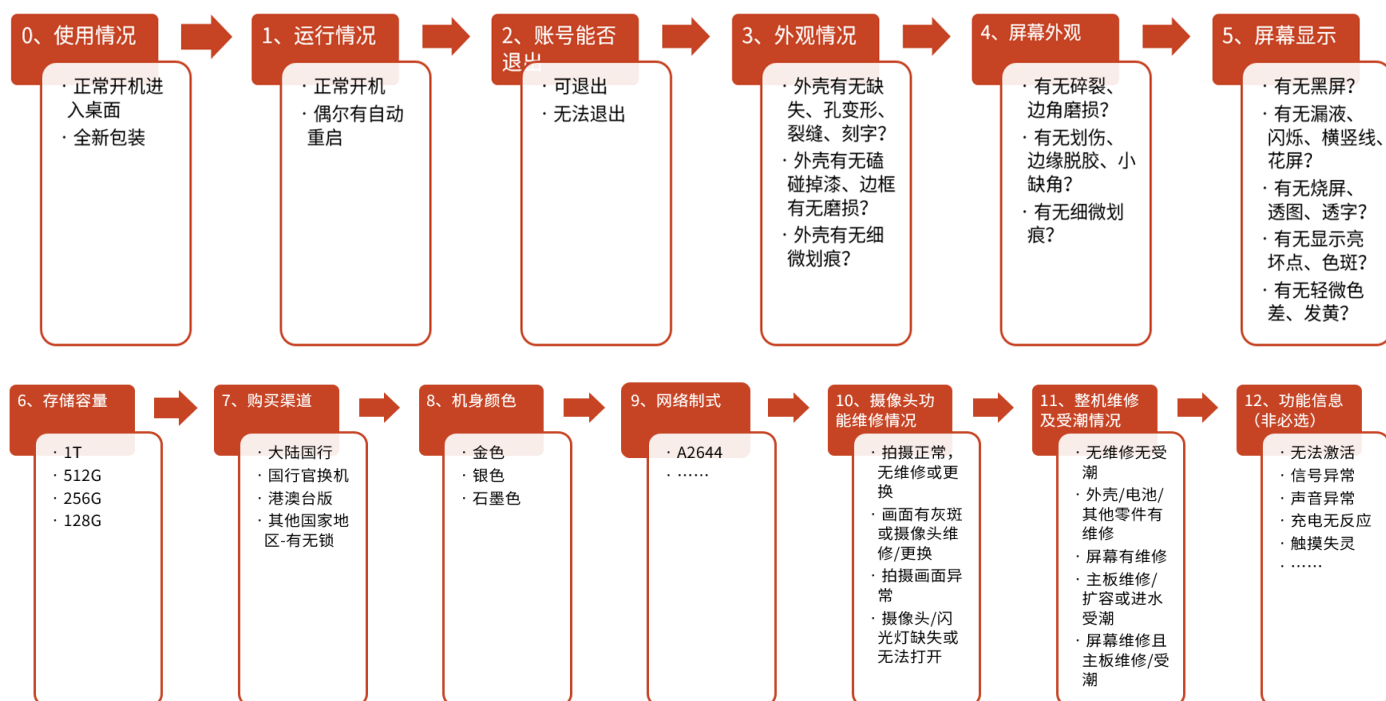 0、使用情况
· 正常开机进
入桌面
· 全新包装
1、运行情况
· 正常开机
· 偶尔有自动
重启
2、账号能否
退出
· 可退出
· 无法退出
3、外观情况
· 外壳有无缺
失、孔变形、
裂缝、刻字？
· 外壳有无磕
碰掉漆、边框
有无磨损？
· 外壳有无细
微划痕？
4、屏幕外观
· 有无碎裂、
边角磨损？
· 有无划伤、
边缘脱胶、小
缺角？
· 有无细微划
痕？
5、屏幕显示
· 有无黑屏？
· 有无漏液、
闪烁、横竖线、
花屏？
· 有无烧屏、
透图、透字？
· 有无显示亮
坏点、色斑？
· 有无轻微色
差、发黄？
6、存储容量
· 1T
· 512G
· 256G
· 128G
7、购买渠道
· 大陆国行
· 国行官换机
· 港澳台版
· 其他国家地
区-有无锁
8、机身颜色
· 金色
· 银色
· 石墨色
9、网络制式
· A2644
· ……
10、摄像头功
能维修情况
· 拍摄正常，
无维修或更
换
· 画面有灰斑
或摄像头维
修/更换
· 拍摄画面异
常
· 摄像头/闪
光灯缺失或
无法打开
11、整机维修
及受潮情况
· 无维修无受
潮
· 外壳/电池/
其他零件有
维修
· 屏幕有维修
· 主板维修/
扩容或进水
受潮
· 屏幕维修且
主板维修/受
潮
12、功能信息
（非必选）
· 无法激活
· 信号异常
· 声音异常
· 充电无反应
· 触摸失灵
· ……